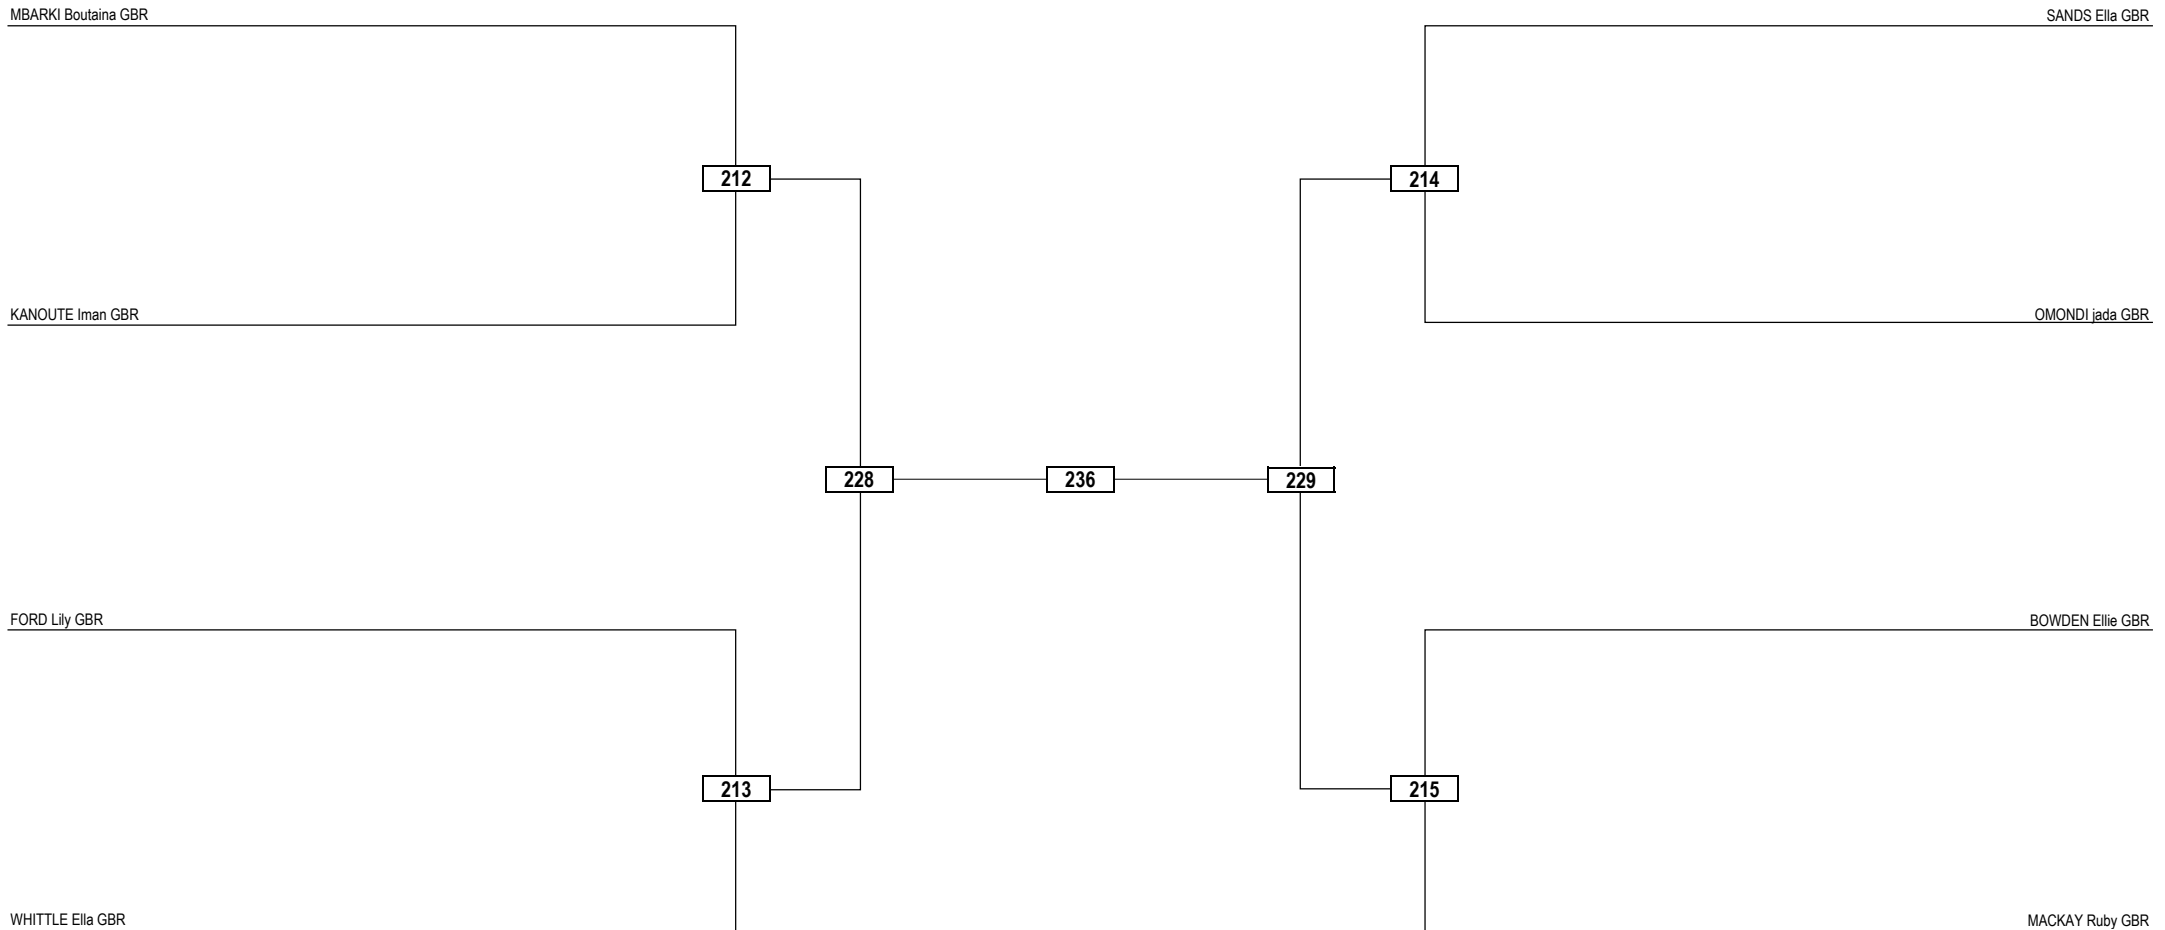 MBARKI Boutaina GBR
SANDS Ella GBR
212
214
KANOUTE Iman GBR
OMONDI jada GBR
228
236
229
FORD Lily GBR
BOWDEN Ellie GBR
213
215
WHITTLE Ella GBR
MACKAY Ruby GBR